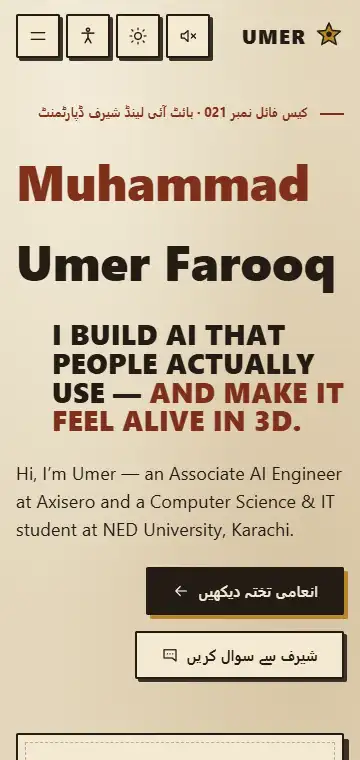 UMER
کیس فائل نمبر 021 · بائٹ آئی لینڈ شیرف ڈپارٹمنٹ
Muhammad
Umer Farooq
I BUILD AI THAT
PEOPLE ACTUALLY
USE — AND MAKE IT
FEEL ALIVE IN 3D.
Hi, I’m Umer — an Associate AI Engineer
at Axisero and a Computer Science & IT
student at NED University, Karachi.
انعامی تختہ دیکھیں
شیرف سے سوال کریں